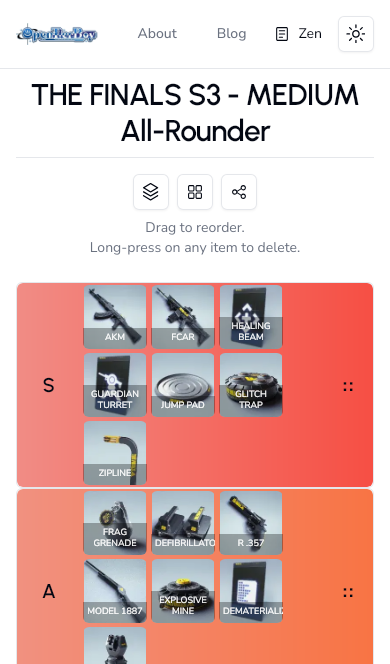 OpenTierBoy
About
Blog
Zen
THE FINALS S3 - MEDIUM
All-Rounder
Drag to reorder.
Long-press on any item to delete.
S
AKM
FCAR
HEALING
BEAM
GUARDIAN
TURRET
JUMP PAD
GLITCH
TRAP
ZIPLINE
A
FRAG
GRENADE
DEFIBRILLATO
R .357
MODEL 1887
EXPLOSIVE
MINE
DEMATERIALIZ